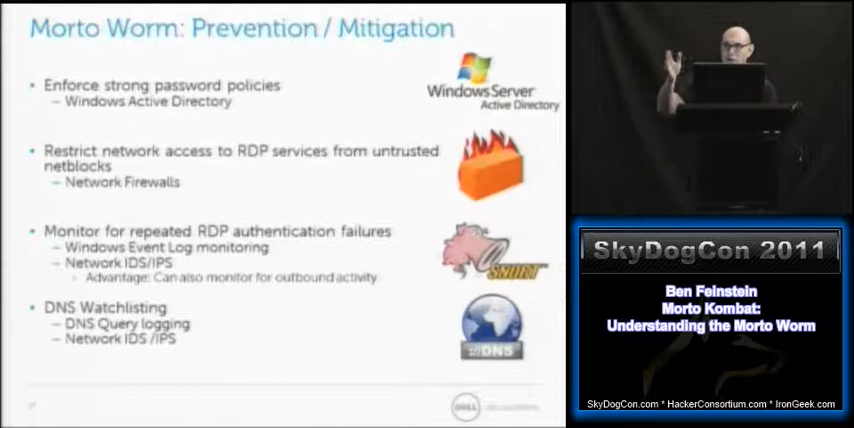 Morto Worm: Prevention / Mitigation
Enforce strong password policies
– Windows Active Directory
Windows Server
Active Directory
Restrict network access to RDP services from untrusted
netblocks
– Network Firewalls
Monitor for repeated RDP authentication failures
– Windows Event Log monitoring
– Network IDS/IPS
Advantage: Can also monitor for outbound activity
SNORT
DNS Watchlisting
– DNS Query logging
– Network IDS /IPS
DNS
DELL
SkyDogCon 2011
Ben Feinstein
Morto Kombat:
Understanding the Morto Worm
SkyDogCon.com * HackerConsortium.com * IronGeek.com